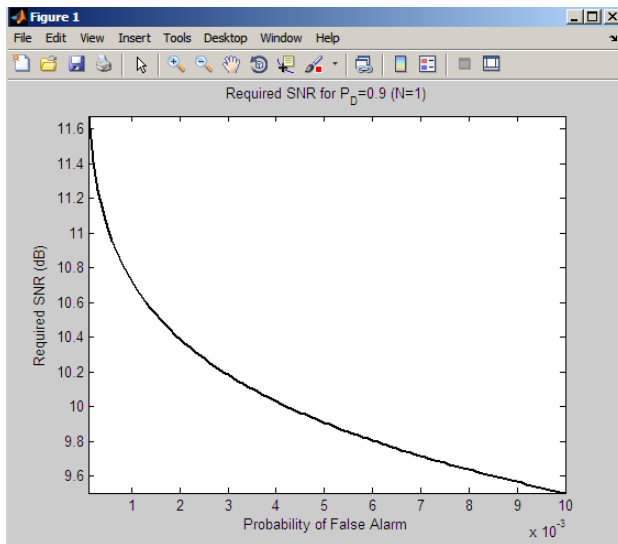 Figure 1
File Edit View Insert Tools Desktop Window Help
Required SNR for P_D=0.9 (N=1)
11.6
11.4
11.2
11
10.8
10.6
10.4
10.2
10
9.8
9.6
Required SNR (dB)
1 2 3 4 5 6 7 8 9 10
Probability of False Alarm
x 10^-3